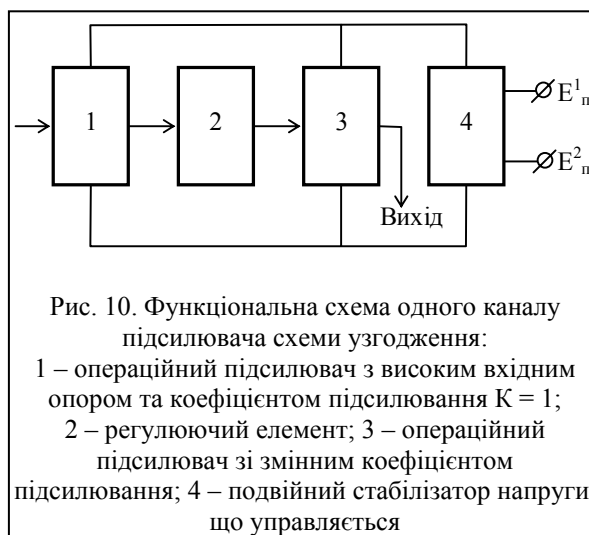 1
2
3
4
E¹п
E²п
Вихід
Рис. 10. Функціональна схема одного каналу
підсилювача схеми узгодження:
1 – операційний підсилювач з високим вхідним
опором та коефіцієнтом підсилювання К = 1;
2 – регулюючий елемент; 3 – операційний
підсилювач зі змінним коефіцієнтом
підсилювання; 4 – подвійний стабілізатор напруги
що управляється